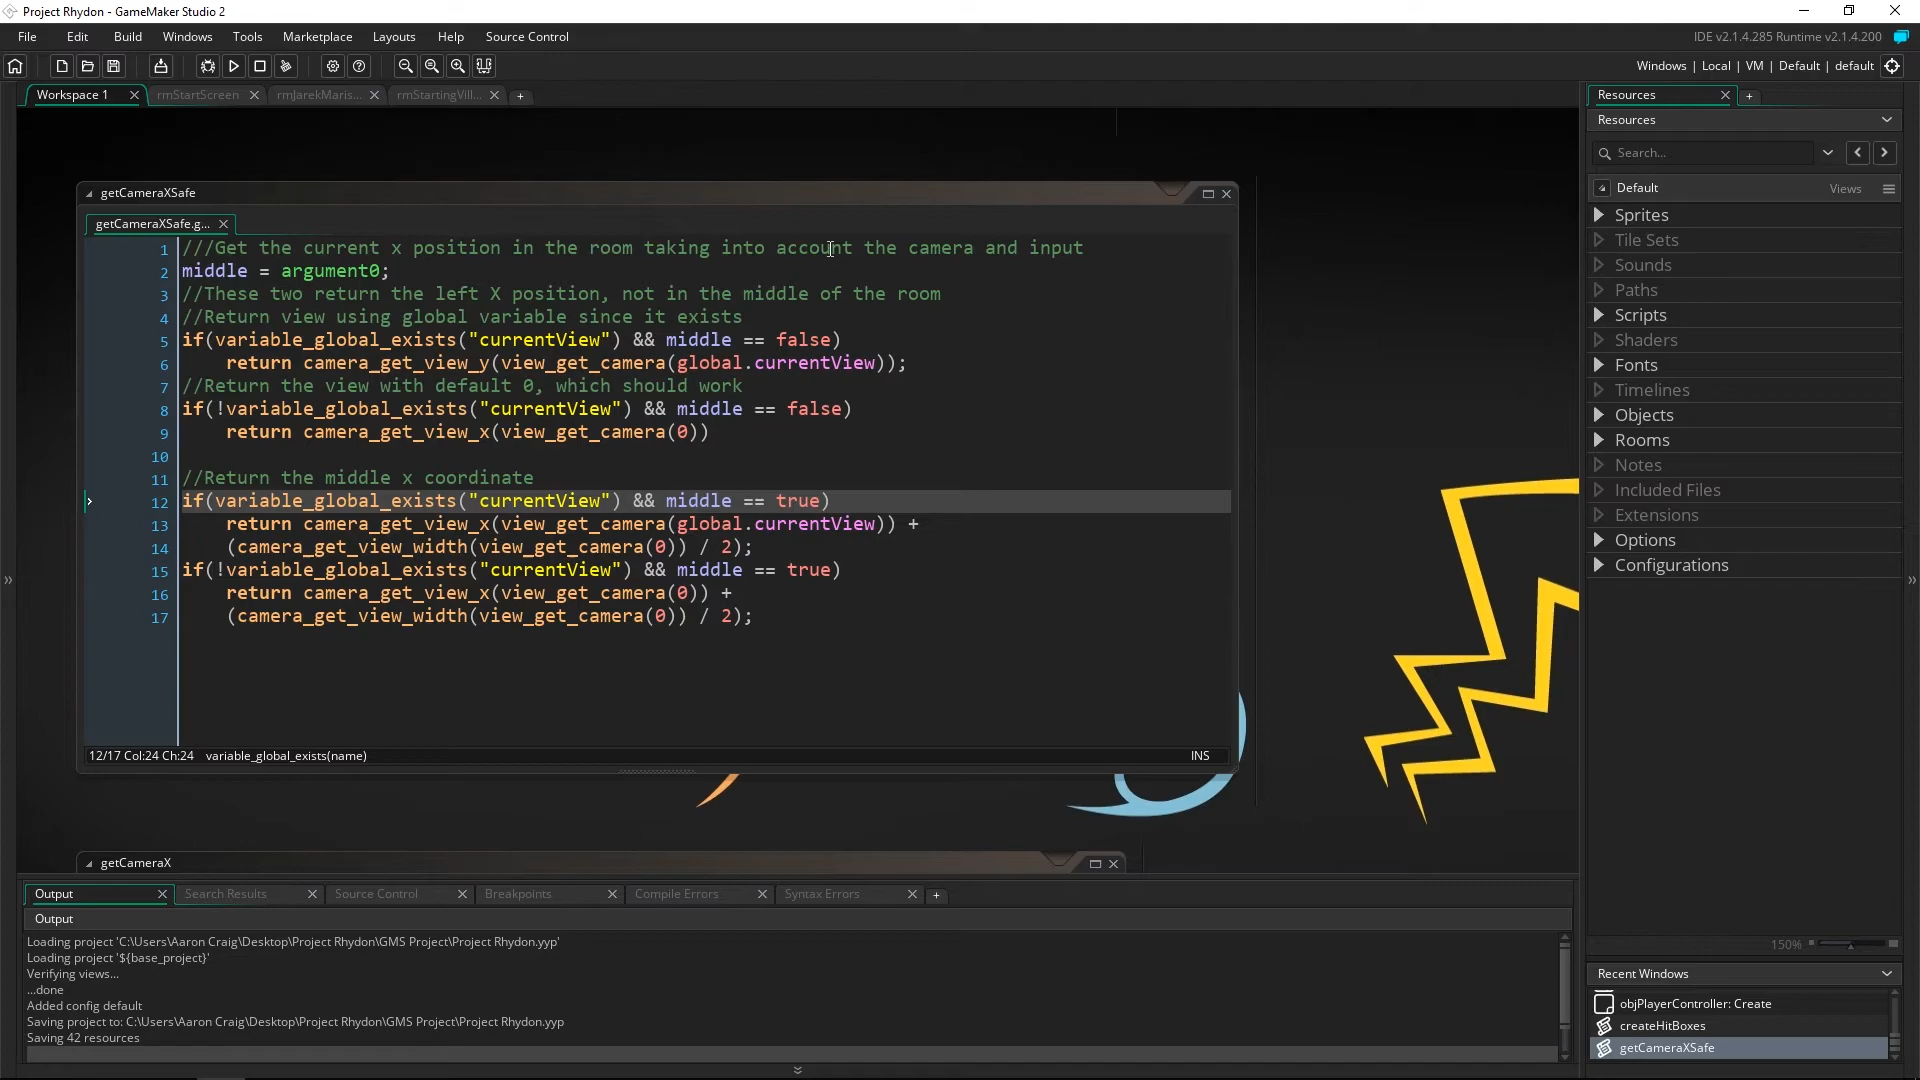 Project Rhydon - GameMaker Studio 2
File Edit Build Windows Tools Marketplace Layouts Help Source Control
IDE v2.1.4.285 Runtime v2.1.4.200
Windows | Local | VM | Default | default
Workspace 1
rmStartScreen
rmJarekMaris...
rmStartingVill...
Resources
Resources
Search...
Default
Views
Sprites
Tile Sets
Sounds
Paths
Scripts
Shaders
Fonts
Timelines
Objects
Rooms
Notes
Included Files
Extensions
Options
Configurations
150%
Recent Windows
objPlayerController: Create
createHitBoxes
getCameraXSafe
getCameraXSafe
getCameraXSafe.g...
1 ///Get the current x position in the room taking into account the camera and input
2 middle = argument0;
3 //These two return the left X position, not in the middle of the room
4 //Return view using global variable since it exists
5 if(variable_global_exists("currentView") && middle == false)
6 return camera_get_view_y(view_get_camera(global.currentView));
7 //Return the view with default 0, which should work
8 if(!variable_global_exists("currentView") && middle == false)
9 return camera_get_view_x(view_get_camera(0))
10
11 //Return the middle x coordinate
12 if(variable_global_exists("currentView") && middle == true)
13 return camera_get_view_x(view_get_camera(global.currentView)) +
14 (camera_get_view_width(view_get_camera(0)) / 2);
15 if(!variable_global_exists("currentView") && middle == true)
16 return camera_get_view_x(view_get_camera(0)) +
17 (camera_get_view_width(view_get_camera(0)) / 2);
12/17 Col:24 Ch:24 variable_global_exists(name)
INS
getCameraX
Output
Search Results
Source Control
Breakpoints
Compile Errors
Syntax Errors
Output
Loading project 'C:\Users\Aaron Craig\Desktop\Project Rhydon\GMS Project\Project Rhydon.yyp'
Loading project '${base_project}'
Verifying views...
...done
Added config default
Saving project to: C:\Users\Aaron Craig\Desktop\Project Rhydon\GMS Project\Project Rhydon.yyp
Saving 42 resources